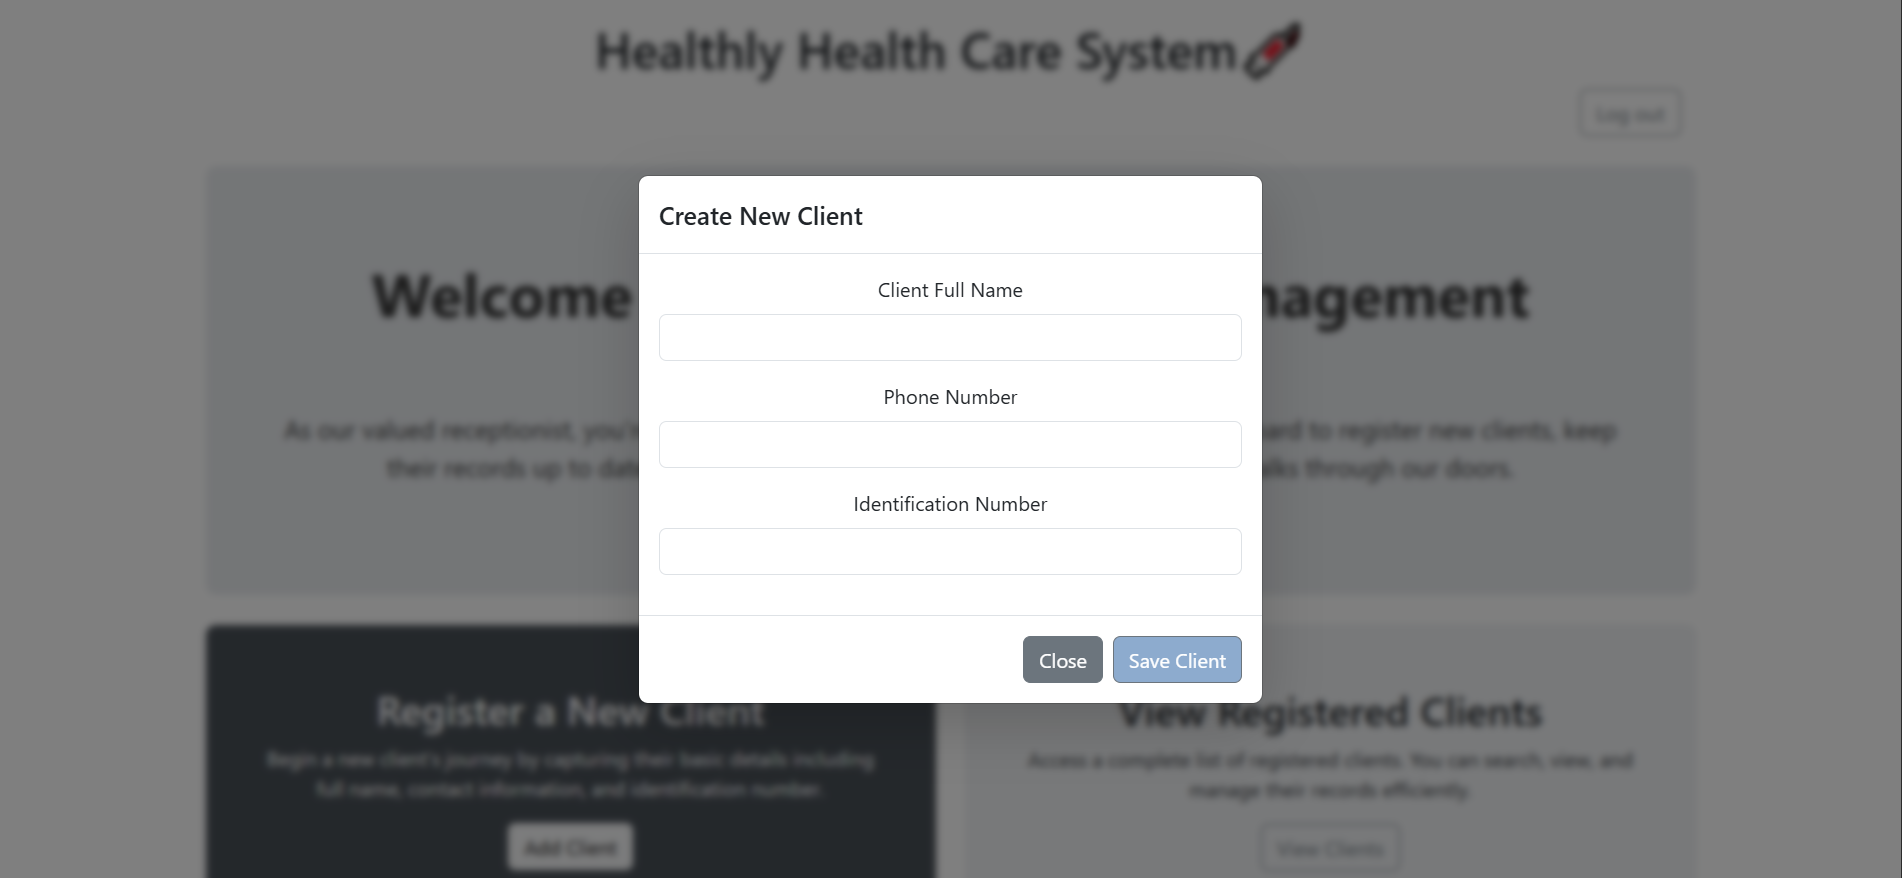 Healthly Health Care System
Log out
Create New Client
Client Full Name
Welcome nagement
Phone Number
As our valued receptionist, you'r ard to register new clients, keep
their records up to date alks through our doors.
Identification Number
Close Save Client
Register a New Client
View Registered Clients
Begin a new client's journey by capturing their basic details including
full name, contact information, and identification number.
Access a complete list of registered clients. You can search, view, and
manage their records efficiently.
Add Client
View Clients